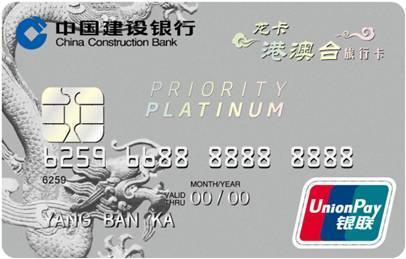 中国建设银行
China Construction Bank
龙卡
港澳台旅行卡
PRIORITY
PLATINUM
6259 6688 8888 8888
6259
MONTH/YEAR
VALID
THRU
00/00
YANG BAN KA
UnionPay
银联